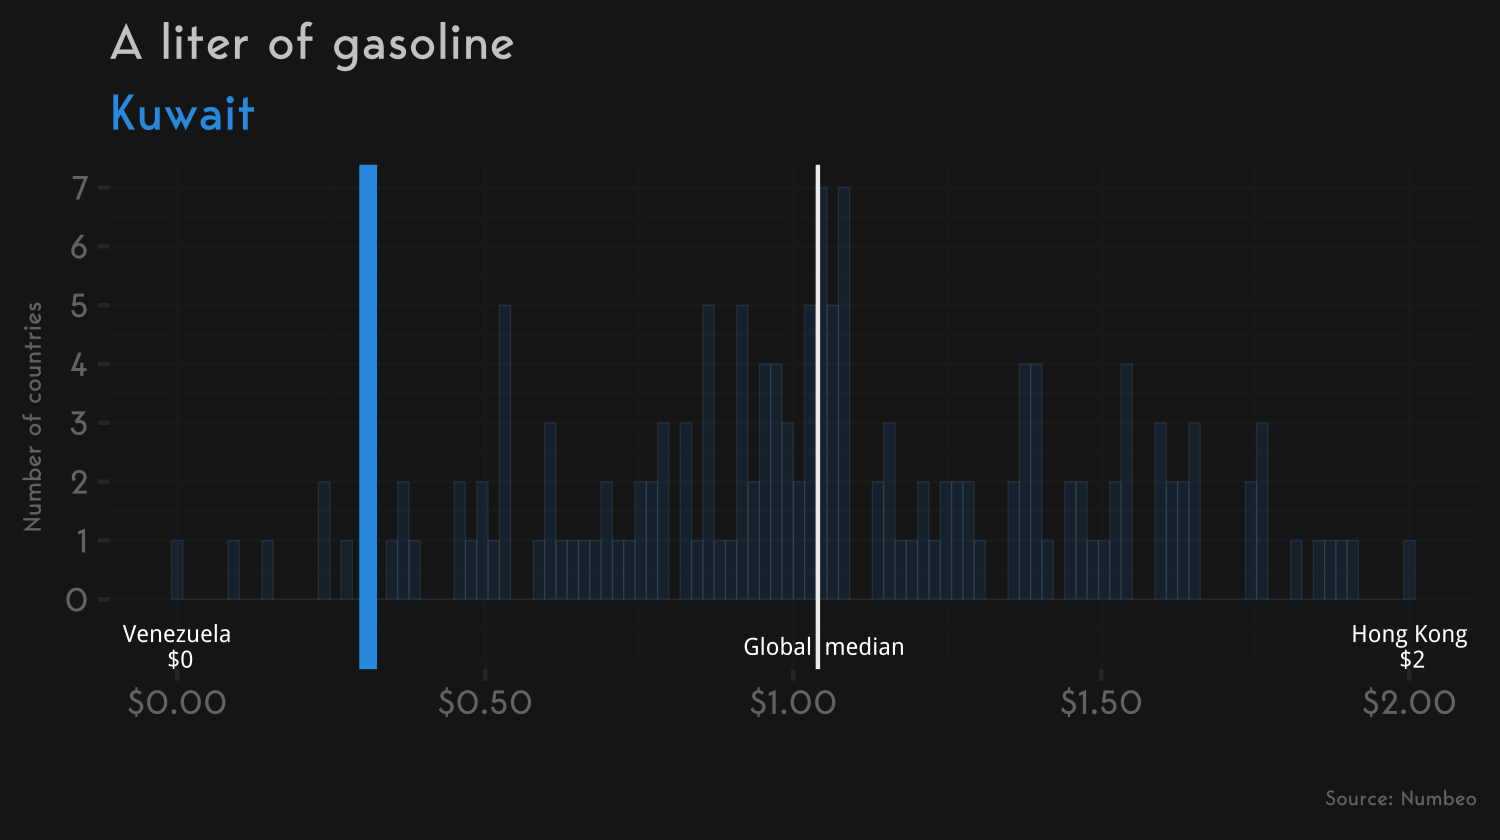 A liter of gasoline
Kuwait
Number of countries
7
6
5
4
3
2
1
0
Venezuela
$0
Global median
Hong Kong
$2
$0.00 $0.50 $1.00 $1.50 $2.00
Source: Numbeo